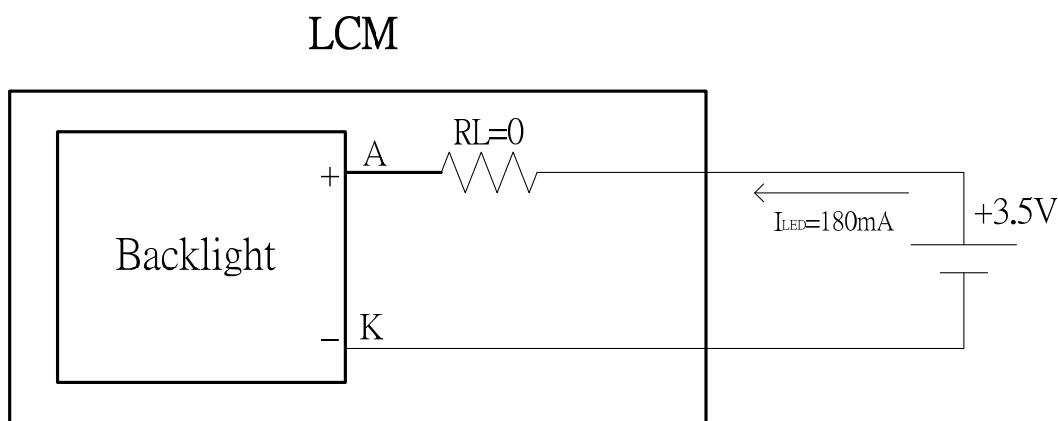 LCM
RL=0
A
+
+3.5V
ILED=180mA
Backlight
K
−